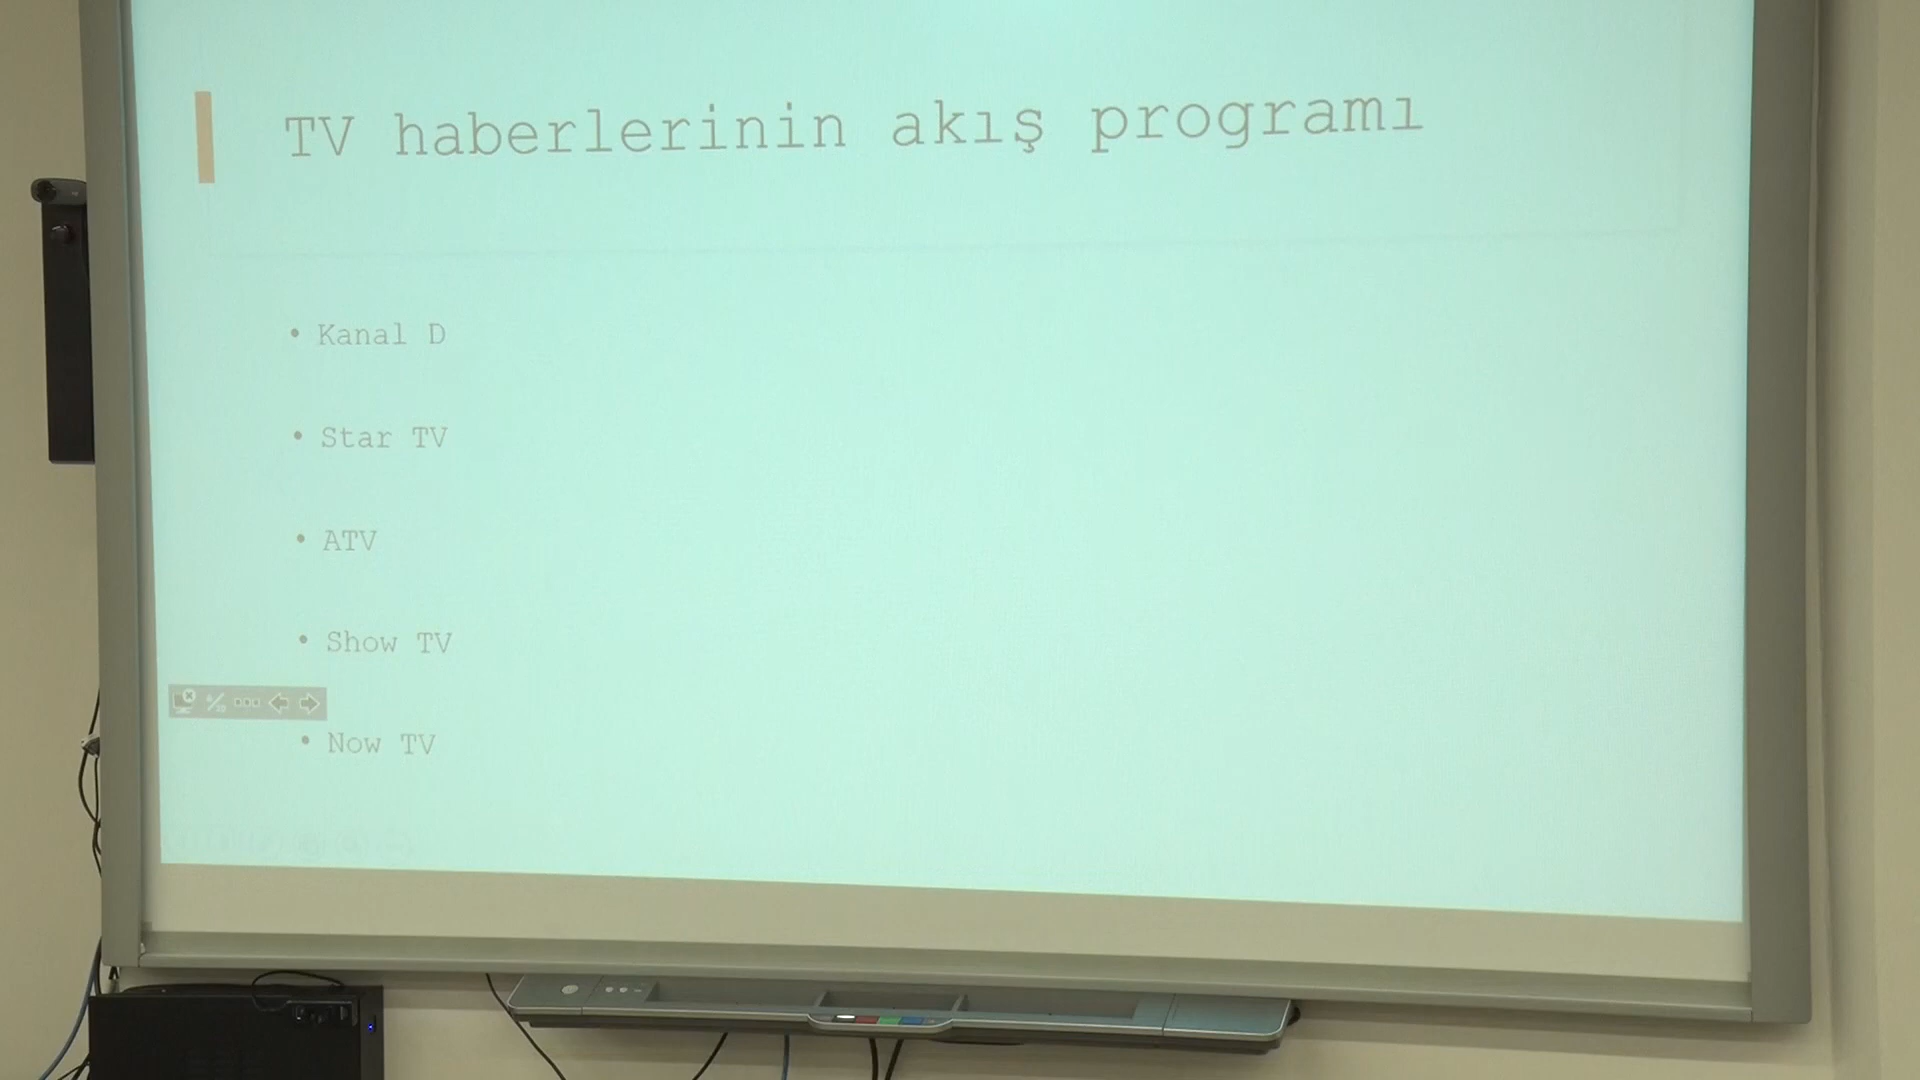 TV haberlerinin akış programı
• Kanal D
• Star TV
• ATV
• Show TV
• Now TV